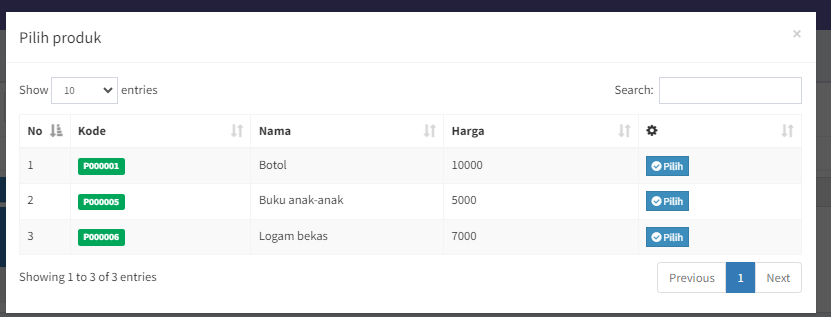 Pilih produk ×
Show 10 entries Search:
No Kode Nama Harga
1 P000001 Botol 10000 Pilih
2 P000005 Buku anak-anak 5000 Pilih
3 P000006 Logam bekas 7000 Pilih
Showing 1 to 3 of 3 entries Previous 1 Next